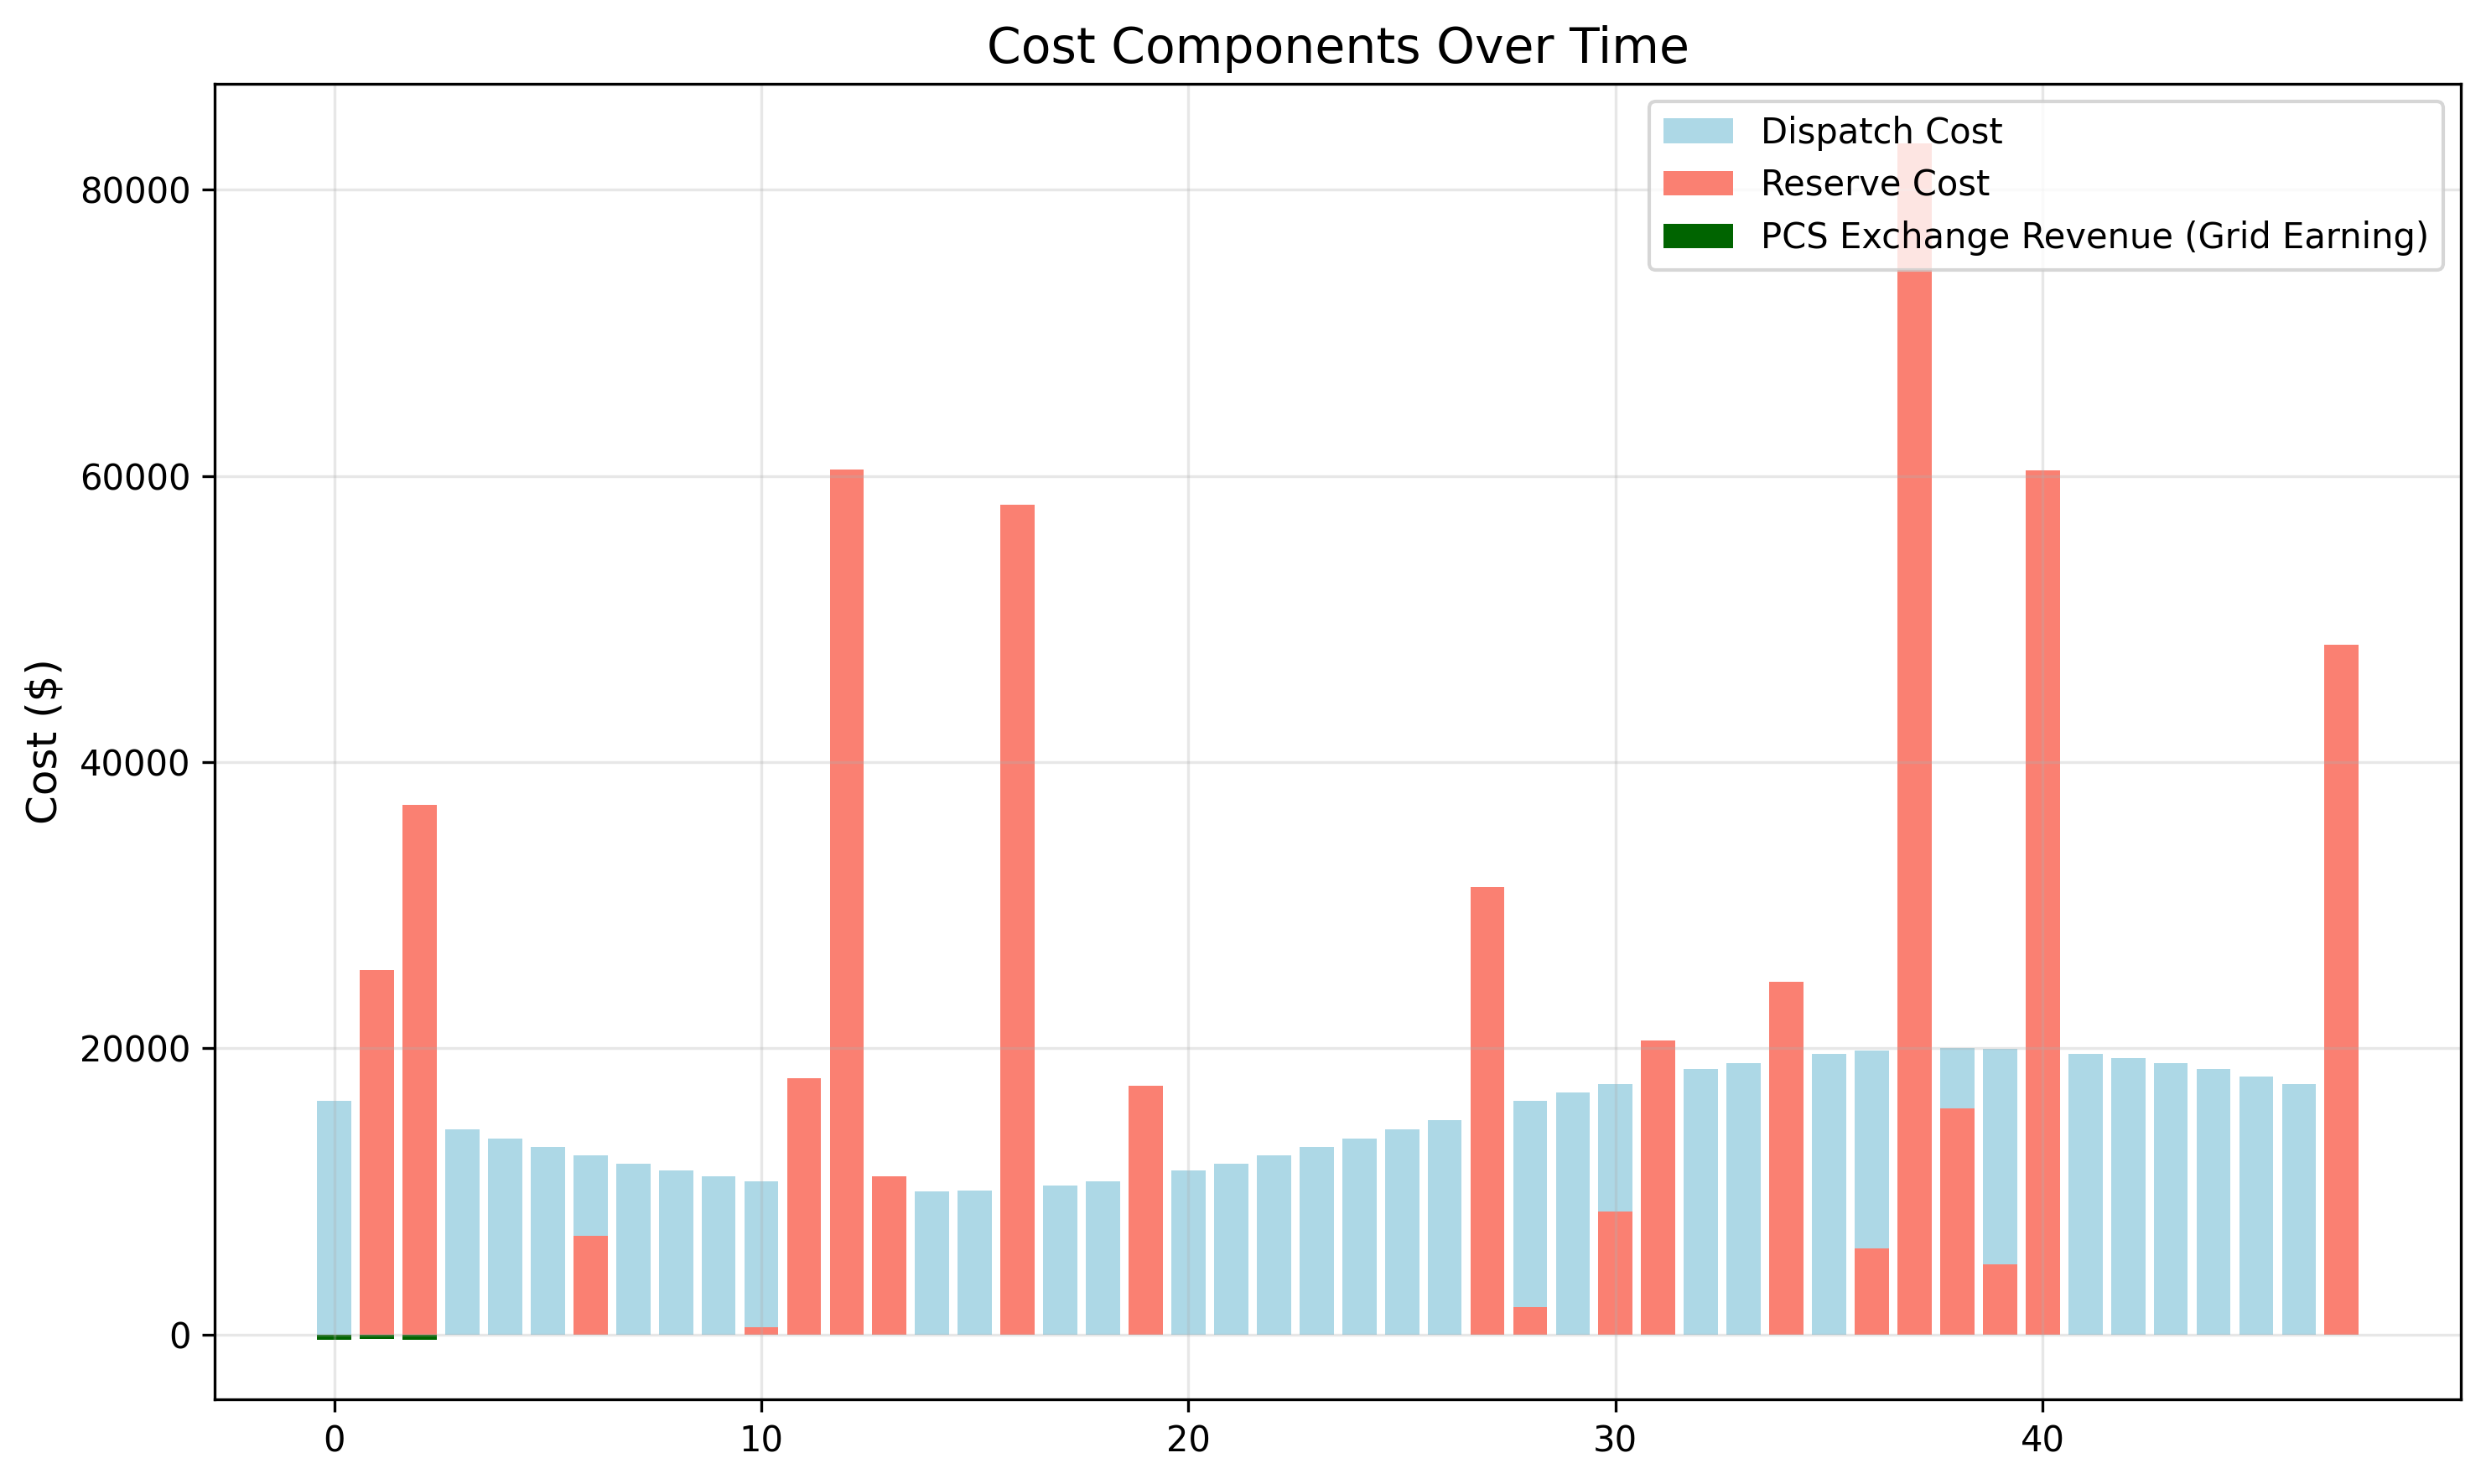 Cost Components Over Time
Dispatch Cost
Reserve Cost
PCS Exchange Revenue (Grid Earning)
80000
60000
40000
20000
0
Cost ($)
0 10 20 30 40